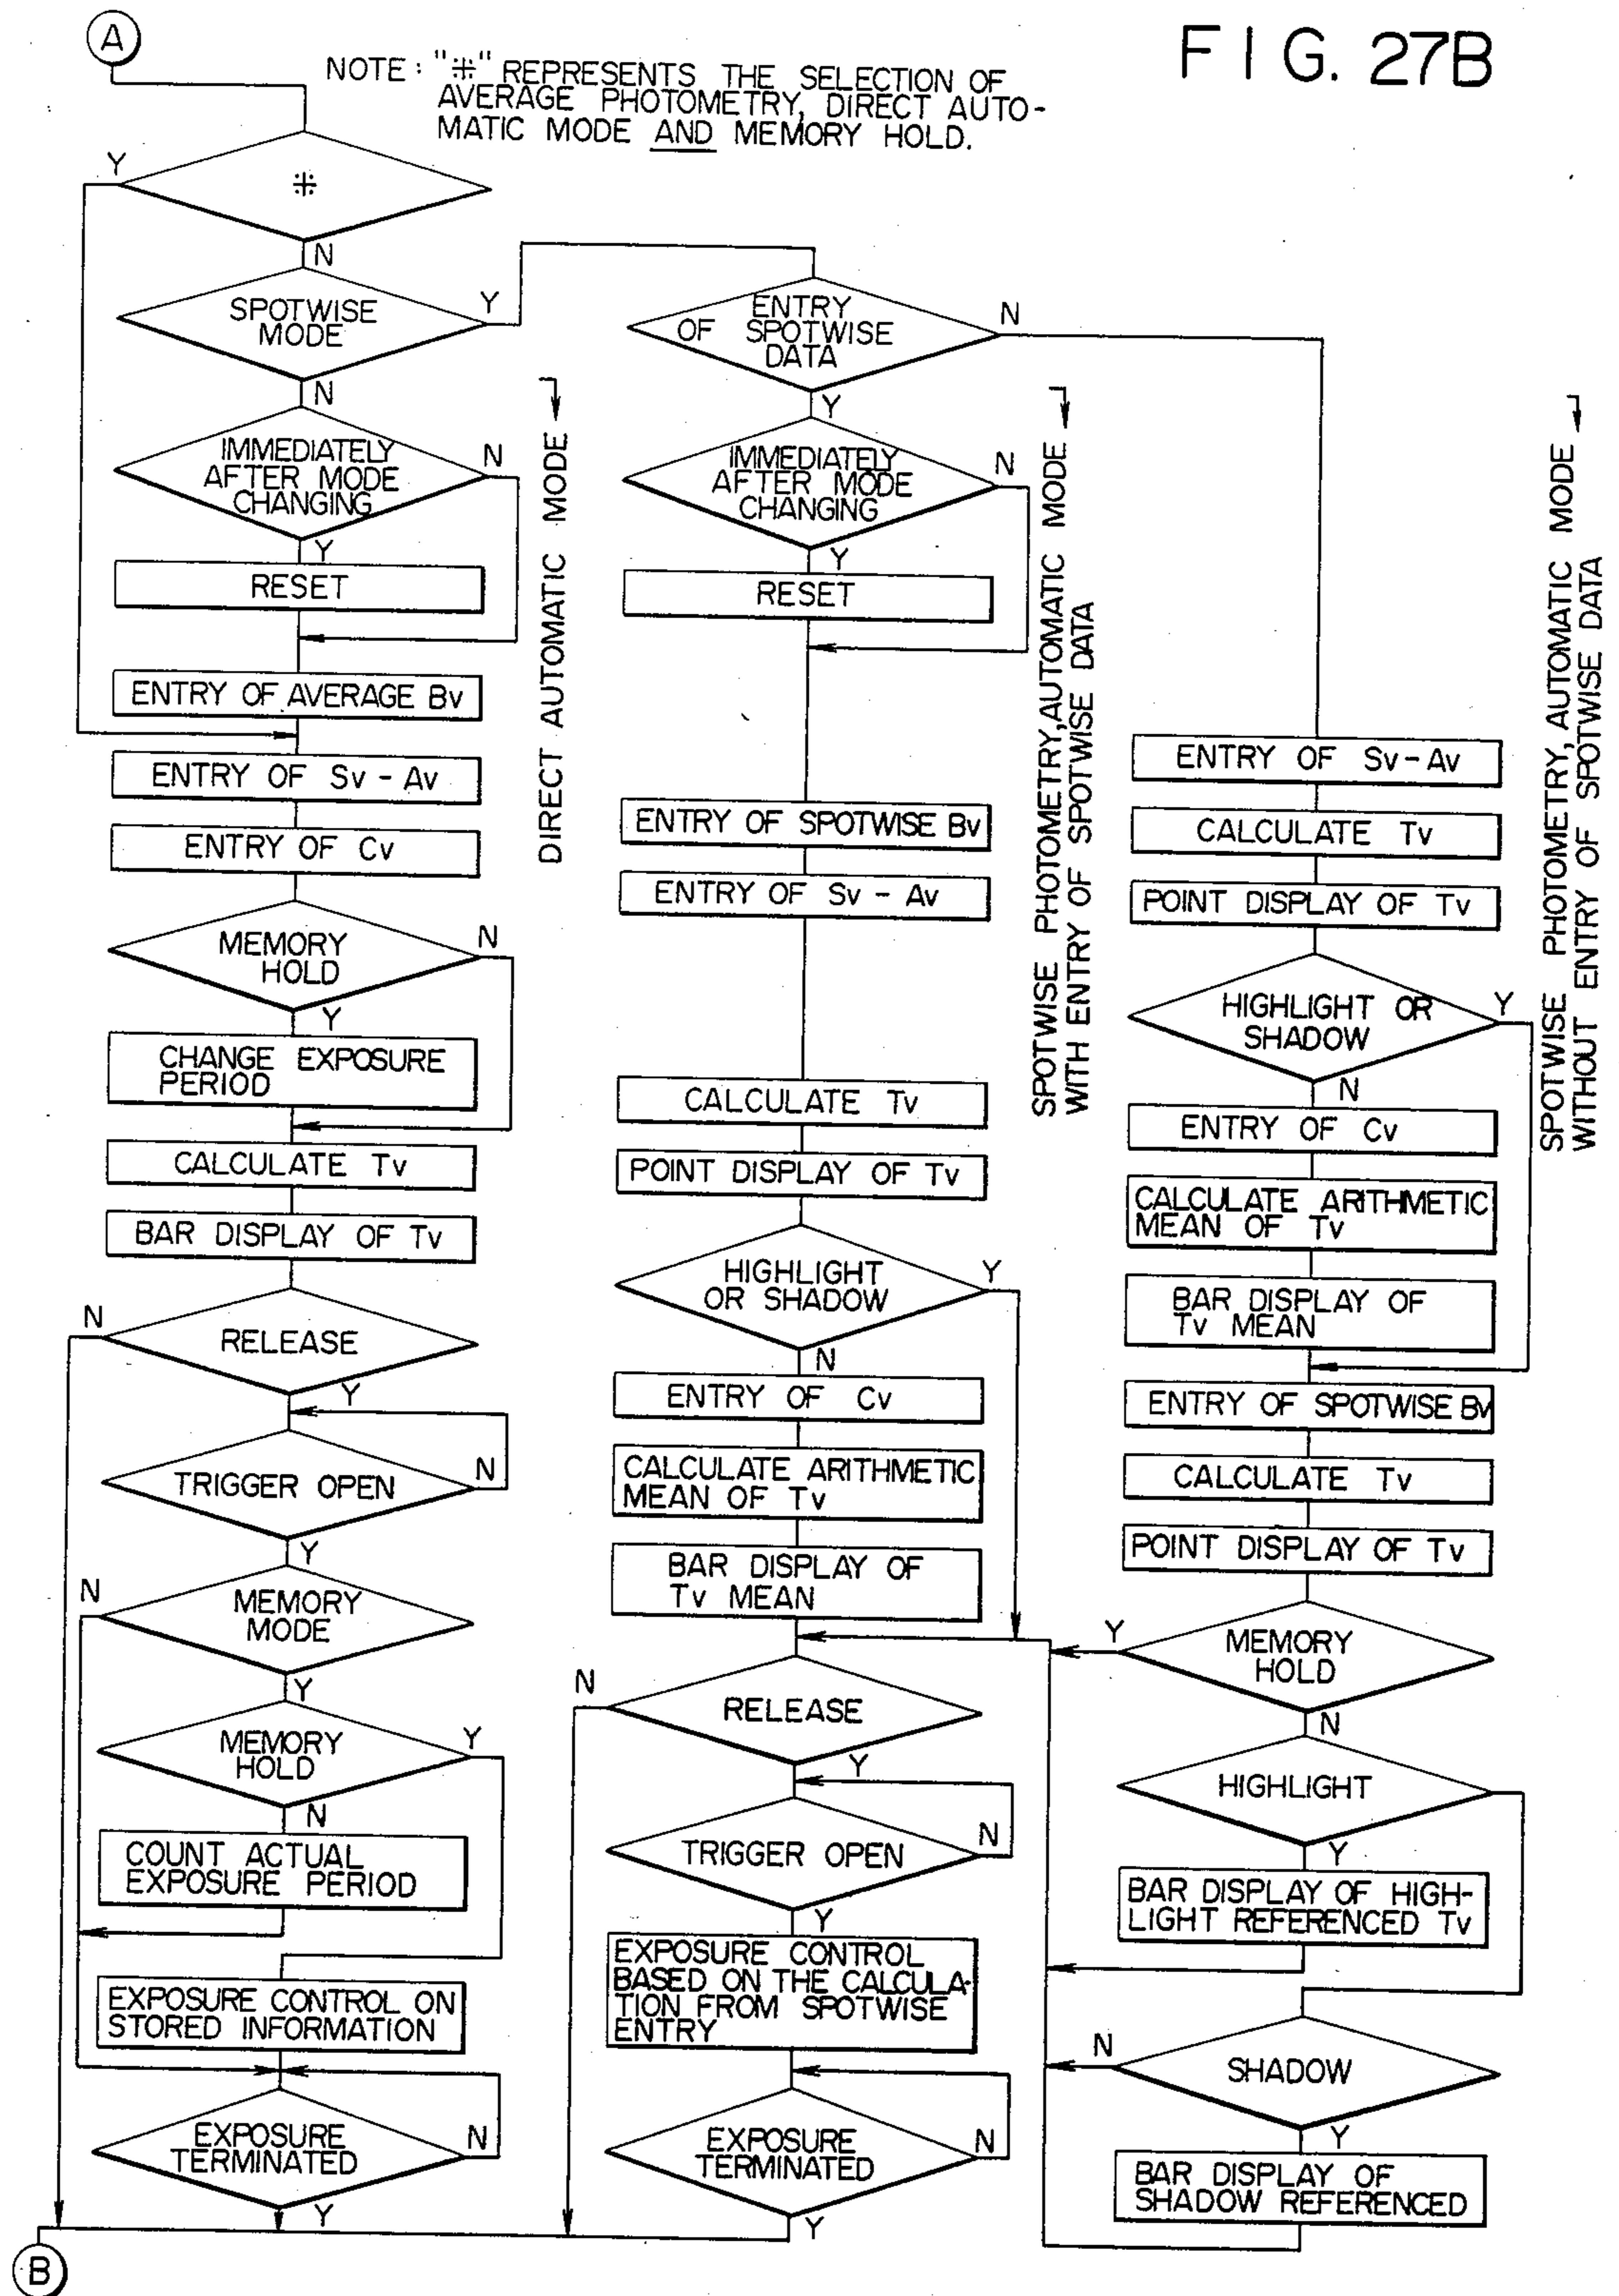 A
FIG. 27B
NOTE: "⁜" REPRESENTS THE SELECTION OF
AVERAGE PHOTOMETRY, DIRECT AUTO-
MATIC MODE AND MEMORY HOLD.
⁜
Y
N
SPOTWISE
MODE
Y
N
IMMEDIATELY
AFTER MODE
CHANGING
N
Y
RESET
ENTRY OF AVERAGE Bv
ENTRY OF Sv - Av
ENTRY OF Cv
MEMORY
HOLD
N
Y
CHANGE EXPOSURE
PERIOD
CALCULATE Tv
BAR DISPLAY OF Tv
RELEASE
N
Y
TRIGGER OPEN
N
Y
MEMORY
MODE
N
Y
MEMORY
HOLD
Y
N
COUNT ACTUAL
EXPOSURE PERIOD
EXPOSURE CONTROL ON
STORED INFORMATION
EXPOSURE
TERMINATED
N
Y
B
DIRECT AUTOMATIC MODE
ENTRY
OF SPOTWISE
DATA
N
Y
IMMEDIATELY
AFTER MODE
CHANGING
N
Y
RESET
ENTRY OF SPOTWISE Bv
ENTRY OF Sv - Av
CALCULATE Tv
POINT DISPLAY OF Tv
HIGHLIGHT
OR SHADOW
Y
N
ENTRY OF Cv
CALCULATE ARITHMETIC
MEAN OF Tv
BAR DISPLAY OF
Tv MEAN
RELEASE
N
Y
TRIGGER OPEN
N
Y
EXPOSURE CONTROL
BASED ON THE CALCULA-
TION FROM SPOTWISE
ENTRY
EXPOSURE
TERMINATED
N
Y
SPOTWISE PHOTOMETRY, AUTOMATIC MODE
WITH ENTRY OF SPOTWISE DATA
ENTRY OF Sv - Av
CALCULATE Tv
POINT DISPLAY OF Tv
HIGHLIGHT OR
SHADOW
Y
N
ENTRY OF Cv
CALCULATE ARITHMETIC
MEAN OF Tv
BAR DISPLAY OF
Tv MEAN
ENTRY OF SPOTWISE Bv
CALCULATE Tv
POINT DISPLAY OF Tv
MEMORY
HOLD
Y
N
HIGHLIGHT
Y
BAR DISPLAY OF HIGH-
LIGHT REFERENCED Tv
SHADOW
N
Y
BAR DISPLAY OF
SHADOW REFERENCED
SPOTWISE PHOTOMETRY, AUTOMATIC MODE
WITHOUT ENTRY OF SPOTWISE DATA